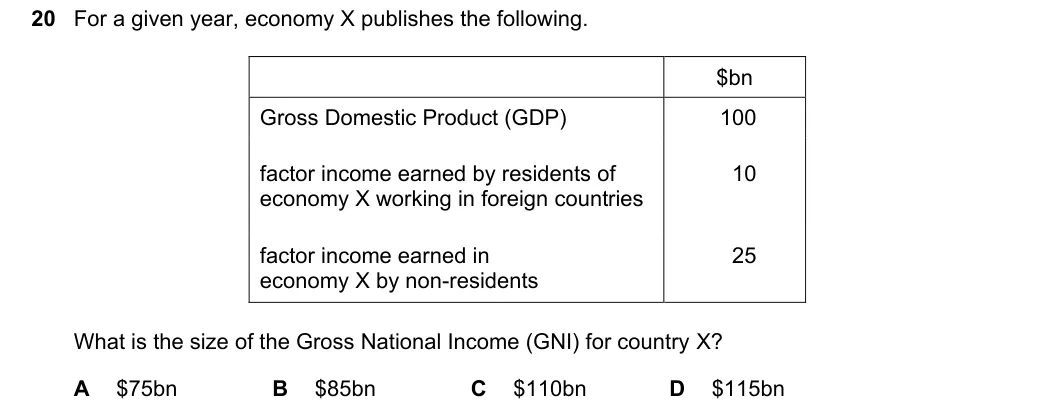 20 For a given year, economy X publishes the following.
$bn
Gross Domestic Product (GDP) 100
factor income earned by residents of 10
economy X working in foreign countries
factor income earned in 25
economy X by non-residents
What is the size of the Gross National Income (GNI) for country X?
A $75bn B $85bn C $110bn D $115bn